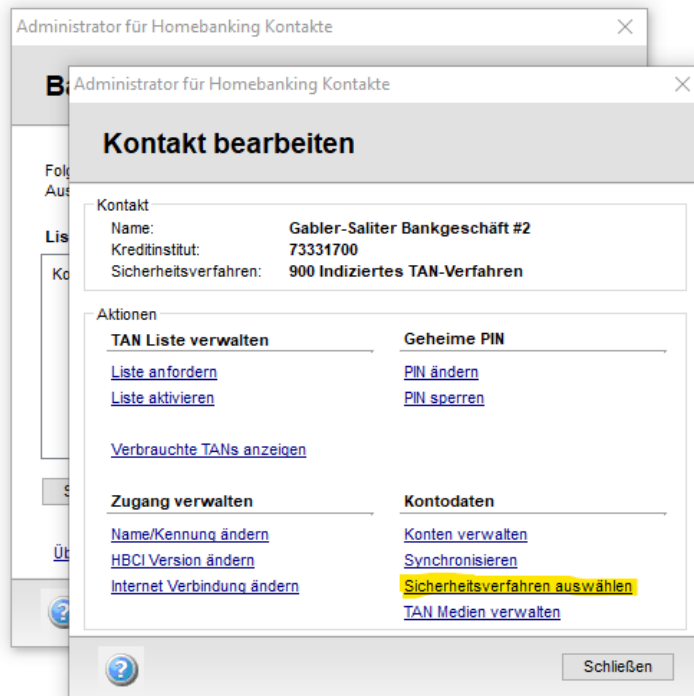 Administrator für Homebanking Kontakte
Administrator für Homebanking Kontakte
Kontakt bearbeiten
Kontakt
Name: Gabler-Saliter Bankgeschäft #2
Kreditinstitut: 73331700
Sicherheitsverfahren: 900 Indiziertes TAN-Verfahren
Aktionen
TAN Liste verwalten
Liste anfordern
Liste aktivieren
Verbrauchte TANs anzeigen
Geheime PIN
PIN ändern
PIN sperren
Zugang verwalten
Name/Kennung ändern
HBCI Version ändern
Internet Verbindung ändern
Kontodaten
Konten verwalten
Synchronisieren
Sicherheitsverfahren auswählen
TAN Medien verwalten
Schließen